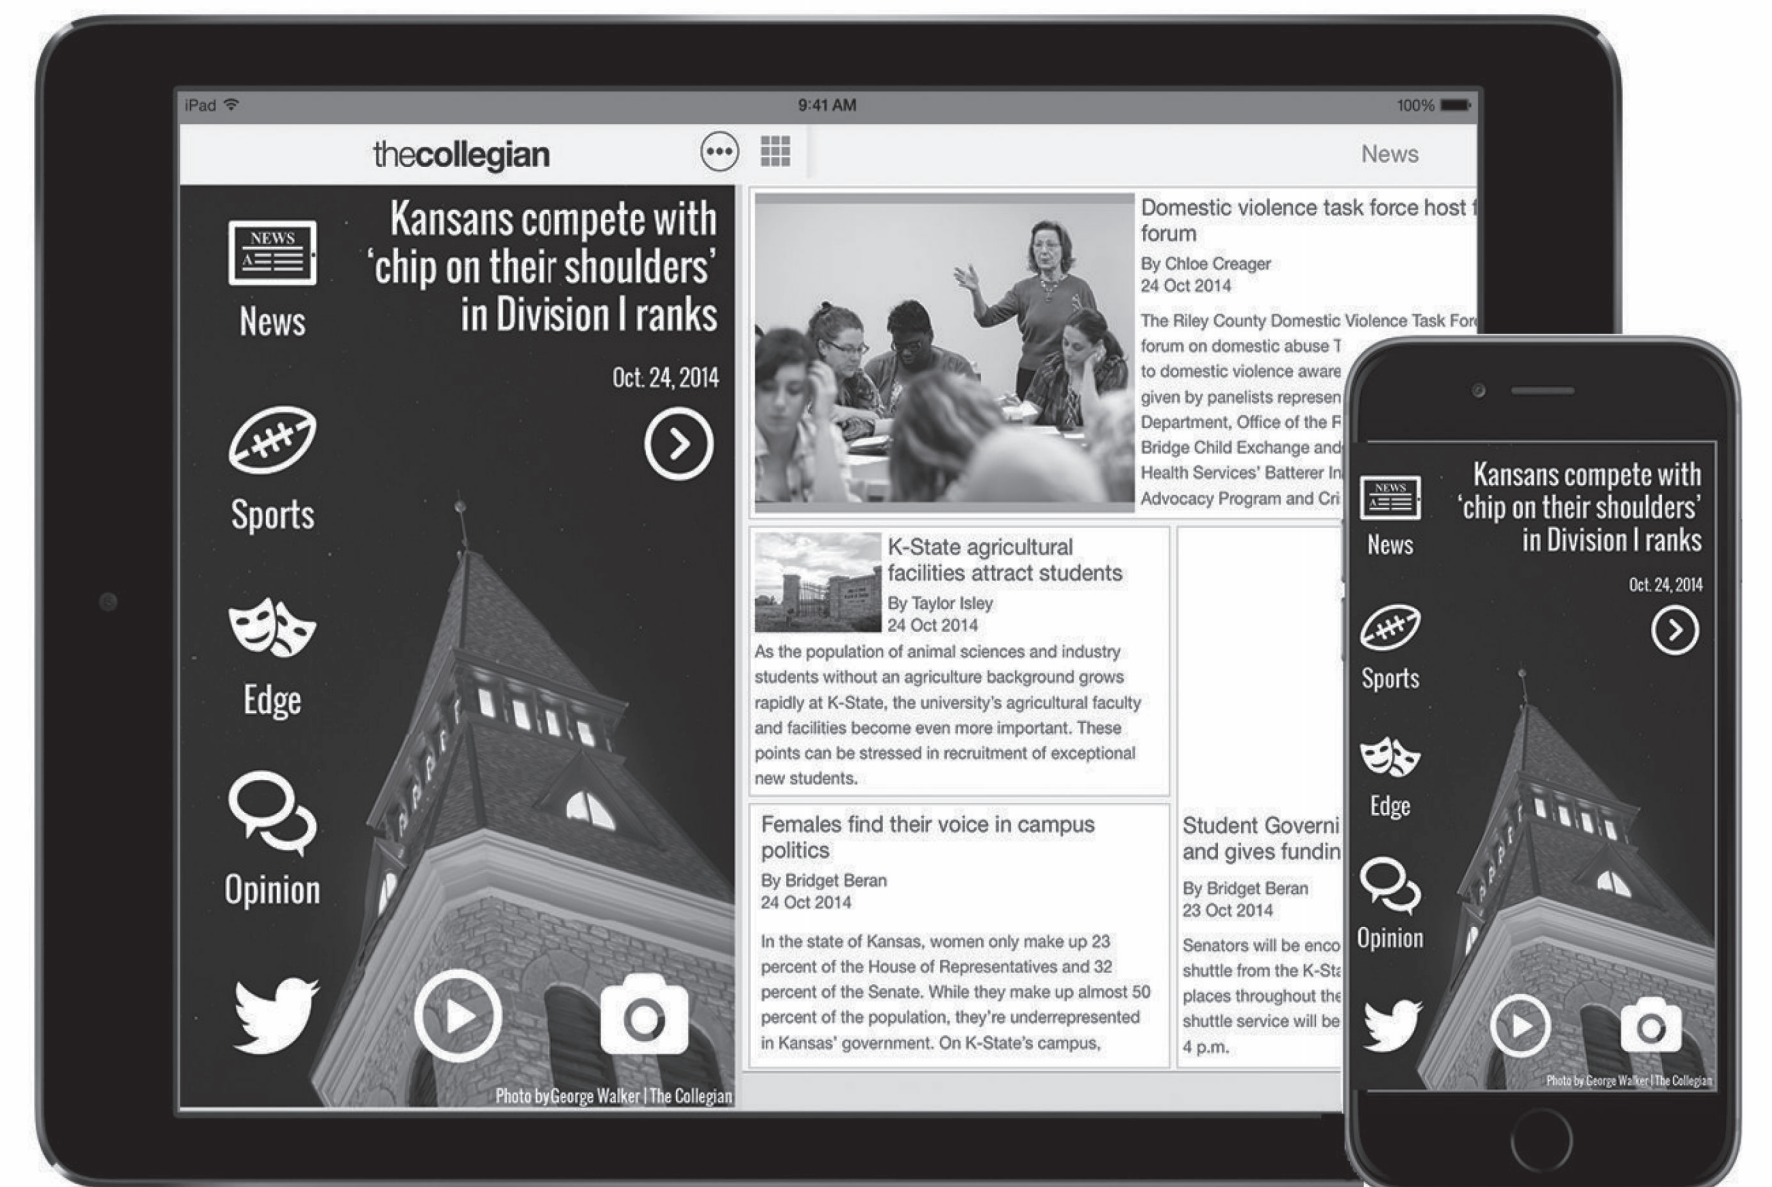 iPad
9:41 AM
100%
thecollegian
News
NEWS
A
News
Sports
Edge
Opinion
Kansans compete with
‘chip on their shoulders’
in Division I ranks
Oct. 24, 2014
Photo by George Walker | The Collegian
Domestic violence task force host
forum
By Chloe Creager
24 Oct 2014
The Riley County Domestic Violence Task
forum on domestic abuse
to domestic violence
given by panelists
Department, Office of the
Bridge Child Exchange and
Health Services’ Batterer
Advocacy Program and
K-State agricultural
facilities attract students
By Taylor Isley
24 Oct 2014
As the population of animal sciences and industry
students without an agriculture background grows
rapidly at K-State, the university’s agricultural faculty
and facilities become even more important. These
points can be stressed in recruitment of exceptional
new students.
Females find their voice in campus
politics
By Bridget Beran
24 Oct 2014
In the state of Kansas, women only make up 23
percent of the House of Representatives and 32
percent of the Senate. While they make up almost 50
percent of the population, they’re underrepresented
in Kansas’ government. On K-State’s campus,
Student
and gives
By Bridget Beran
23 Oct 2014
Senators will be
shuttle from the
places throughout the
shuttle service will be
4 p.m.
NEWS
A
News
Sports
Edge
Opinion
Kansans compete with
‘chip on their shoulders’
in Division I ranks
Oct. 24, 2014
Photo by George Walker | The Collegian